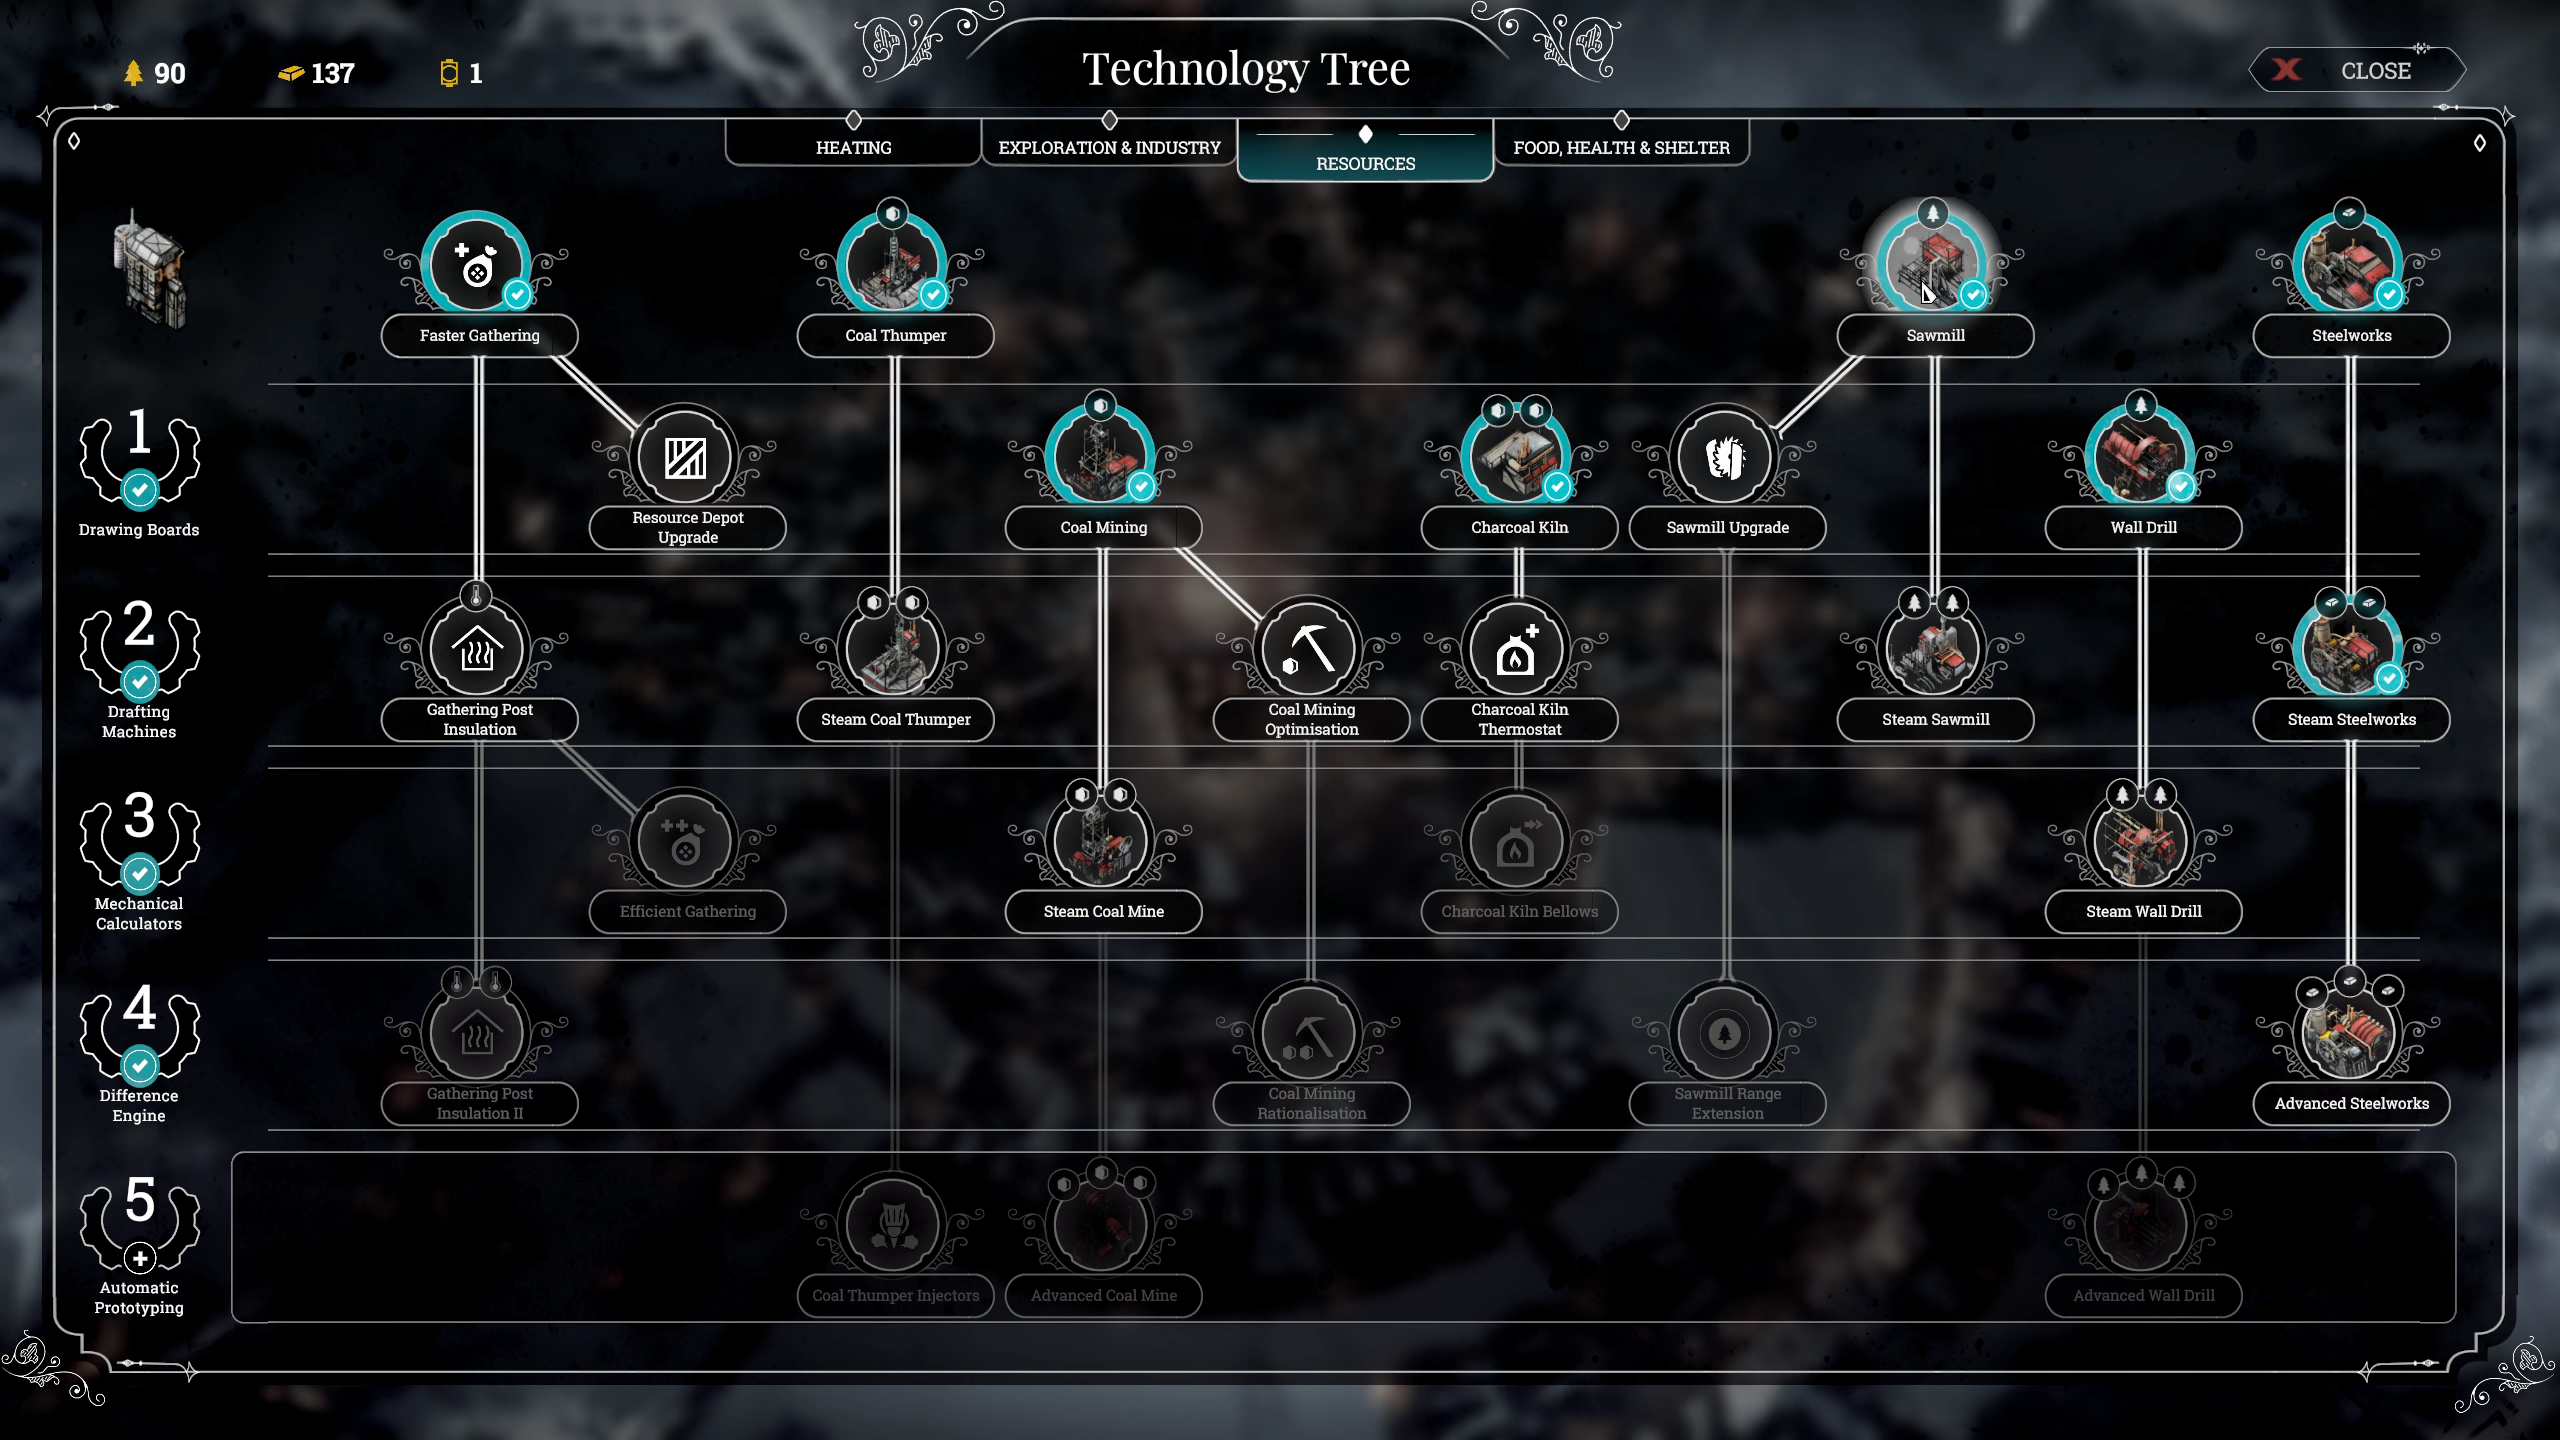 90
137
1
Technology Tree
CLOSE
HEATING
EXPLORATION & INDUSTRY
RESOURCES
FOOD, HEALTH & SHELTER
Faster Gathering
Coal Thumper
Sawmill
Steelworks
1
Drawing Boards
Resource Depot
Upgrade
Coal Mining
Charcoal Kiln
Sawmill Upgrade
Wall Drill
2
Drafting
Machines
Gathering Post
Insulation
Steam Coal Thumper
Coal Mining
Optimisation
Charcoal Kiln
Thermostat
Steam Sawmill
Steam Steelworks
3
Mechanical
Calculators
Efficient Gathering
Steam Coal Mine
Charcoal Kiln Bellows
Steam Wall Drill
4
Difference
Engine
Gathering Post
Insulation II
Coal Mining
Rationalisation
Sawmill Range
Extension
Advanced Steelworks
5
Automatic
Prototyping
Coal Thumper Injectors
Advanced Coal Mine
Advanced Wall Drill